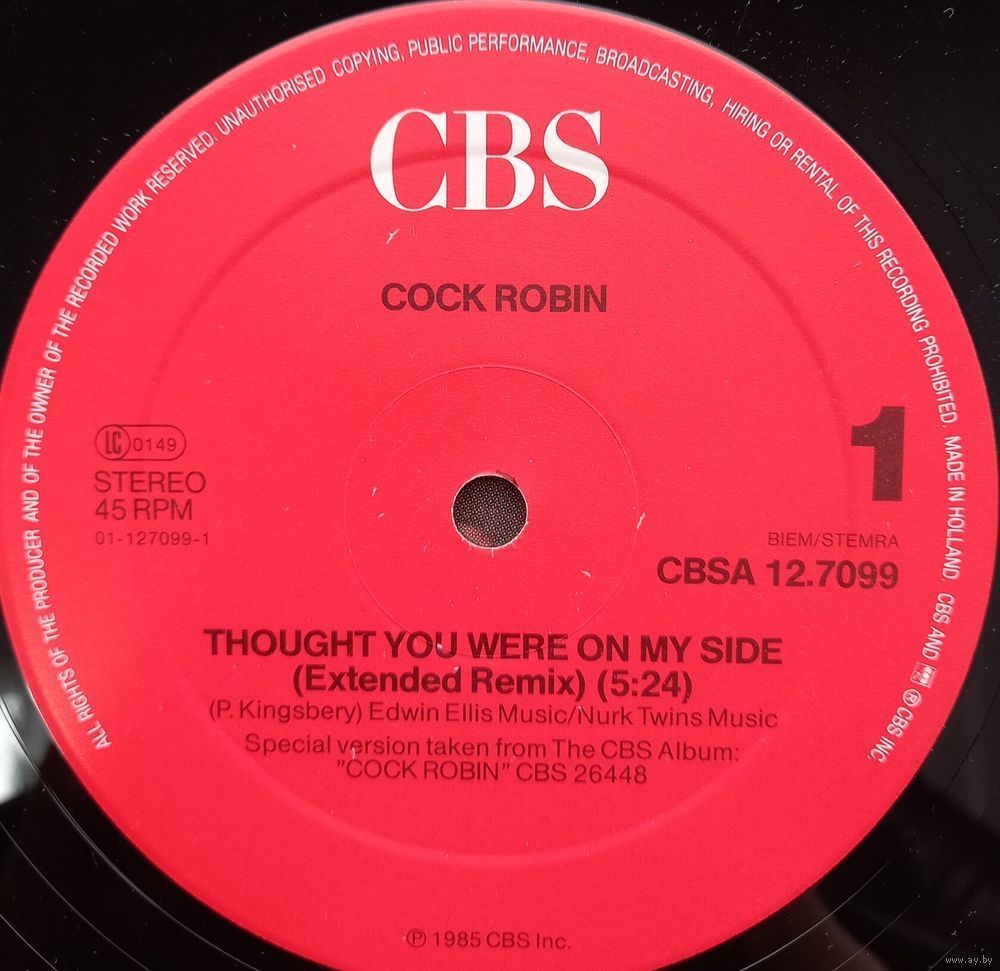 ALL RIGHTS OF THE PRODUCER AND OF THE OWNER OF THE RECORDED WORK RESERVED. UNAUTHORISED COPYING, PUBLIC PERFORMANCE, BROADCASTING, HIRING OR RENTAL OF THIS RECORDING PROHIBITED. MADE IN HOLLAND. CBS AND ℗ CBS INC.
CBS
COCK ROBIN
LC 0149
STEREO
45 RPM
01-127099-1
1
BIEM/STEMRA
CBSA 12.7099
THOUGHT YOU WERE ON MY SIDE
(Extended Remix) (5:24)
(P. Kingsbery) Edwin Ellis Music/Nurk Twins Music
Special version taken from The CBS Album:
"COCK ROBIN" CBS 26448
℗ 1985 CBS Inc.
www.ay.by